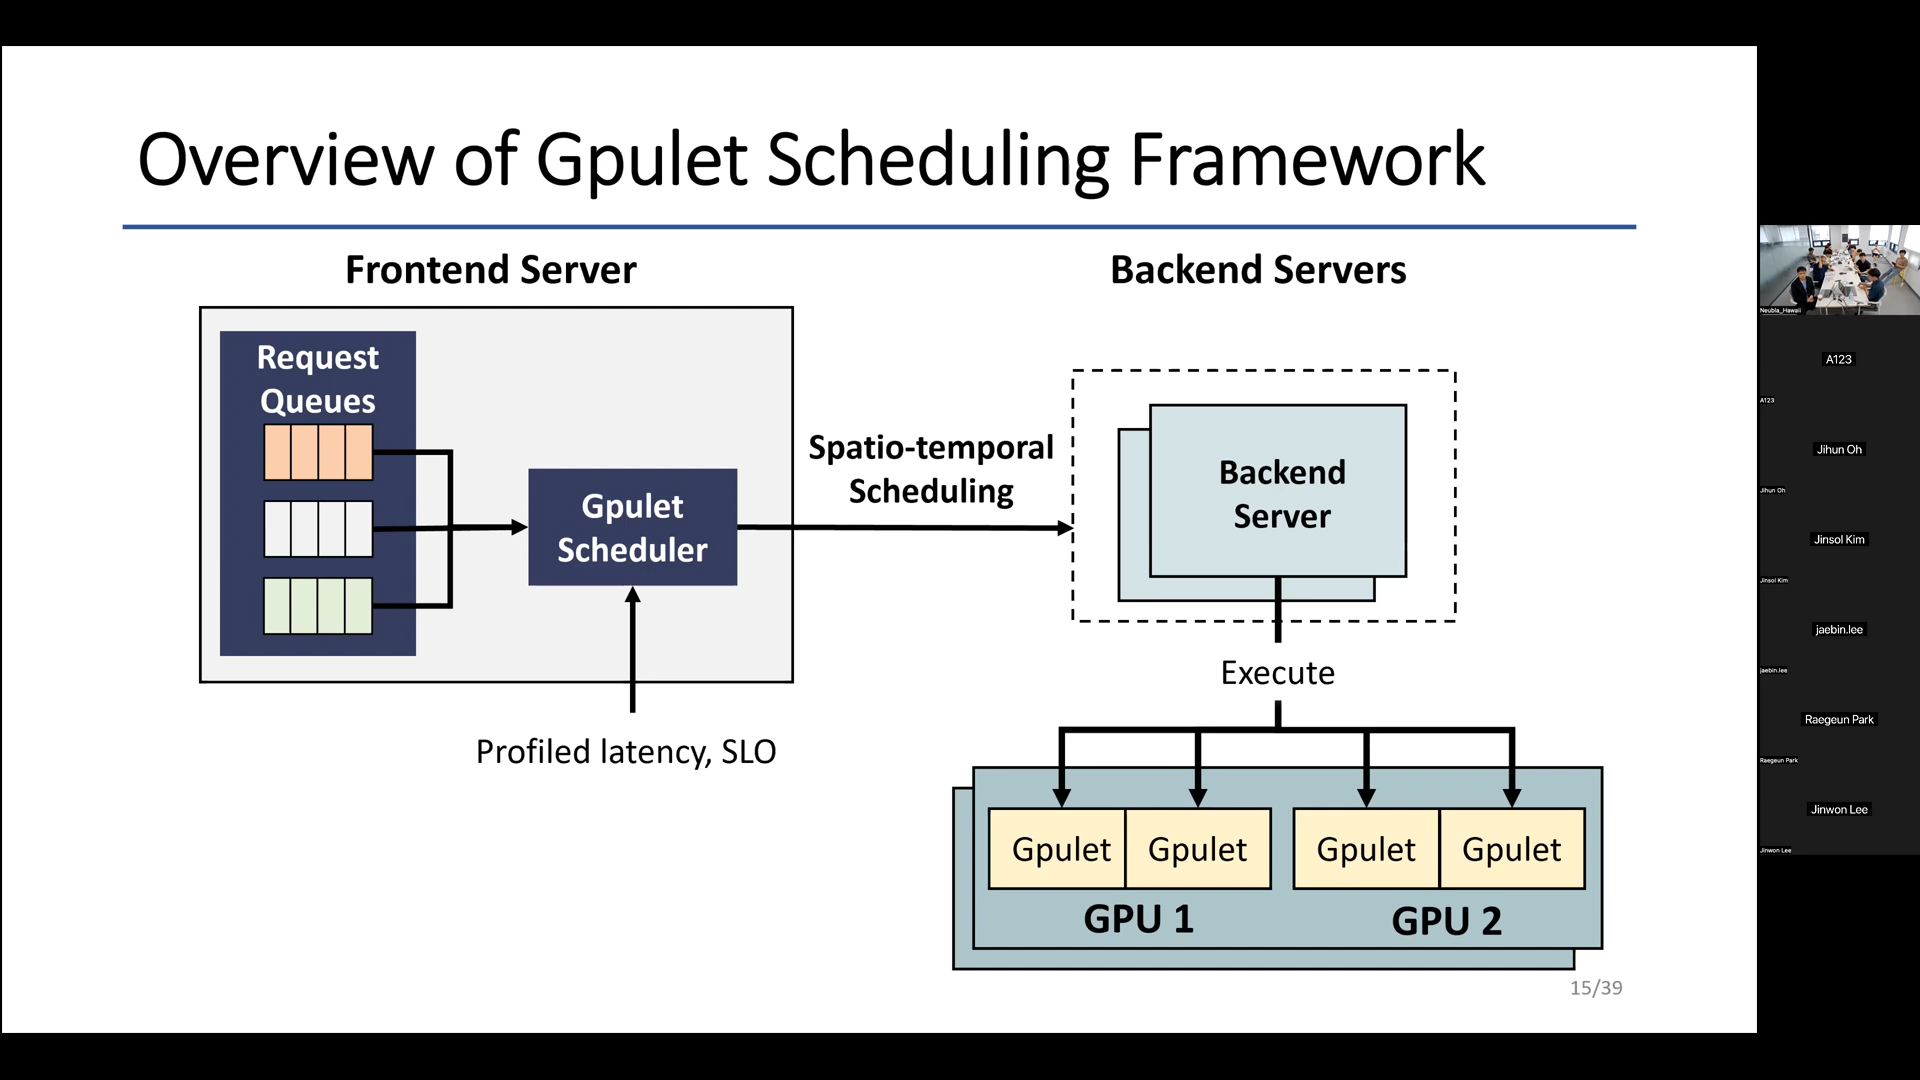 Overview of Gpulet Scheduling Framework
Frontend Server
Backend Servers
Request
Queues
Gpulet
Scheduler
Spatio-temporal
Scheduling
Backend
Server
Profiled latency, SLO
Execute
Gpulet
Gpulet
Gpulet
Gpulet
GPU 1
GPU 2
15/39
Neubla_Hawaii
A123
A123
Jihun Oh
Jihun Oh
Jinsol Kim
Jinsol Kim
jaebin.lee
jaebin.lee
Raegeun Park
Raegeun Park
Jinwon Lee
Jinwon Lee